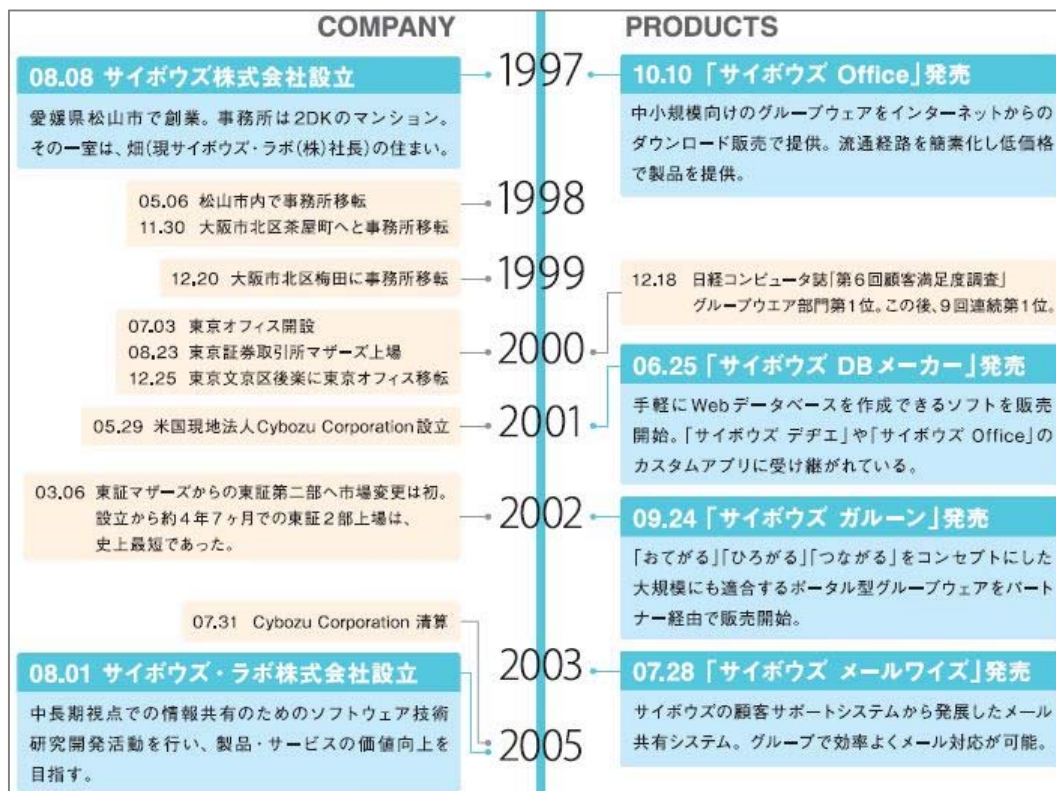 COMPANY
PRODUCTS
1997
08.08 サイボウズ株式会社設立
愛媛県松山市で創業。事務所は2DKのマンション。
その一室は、畑(現サイボウズ・ラボ(株)社長)の住まい。
10.10「サイボウズ Office」発売
中小規模向けのグループウェアをインターネットからの
ダウンロード販売で提供。流通経路を簡素化し低価格
で製品を提供。
1998
05.06 松山市内で事務所移転
11.30 大阪市北区茶屋町へと事務所移転
1999
12.20 大阪市北区梅田に事務所移転
12.18 日経コンピュータ誌「第6回顧客満足度調査」
グループウエア部門第1位。この後、9回連続第1位。
2000
07.03 東京オフィス開設
08.23 東京証券取引所マザーズ上場
12.25 東京文京区後楽に東京オフィス移転
2001
05.29 米国現地法人Cybozu Corporation設立
06.25「サイボウズ DBメーカー」発売
手軽にWebデータベースを作成できるソフトを販売
開始。「サイボウズ デヂエ」や「サイボウズ Office」の
カスタムアプリに受け継がれている。
2002
03.06 東証マザーズからの東証第二部へ市場変更は初。
設立から約4年7ヶ月での東証2部上場は、
史上最短であった。
09.24「サイボウズ ガルーン」発売
「おてがる」「ひろがる」「つながる」をコンセプトにした
大規模にも適合するポータル型グループウェアをパート
ナー経由で販売開始。
2003
07.28「サイボウズ メールワイズ」発売
サイボウズの顧客サポートシステムから発展したメール
共有システム。グループで効率よくメール対応が可能。
2005
07.31 Cybozu Corporation 清算
08.01 サイボウズ・ラボ株式会社設立
中長期視点での情報共有のためのソフトウェア技術
研究開発活動を行い、製品・サービスの価値向上を
目指す。